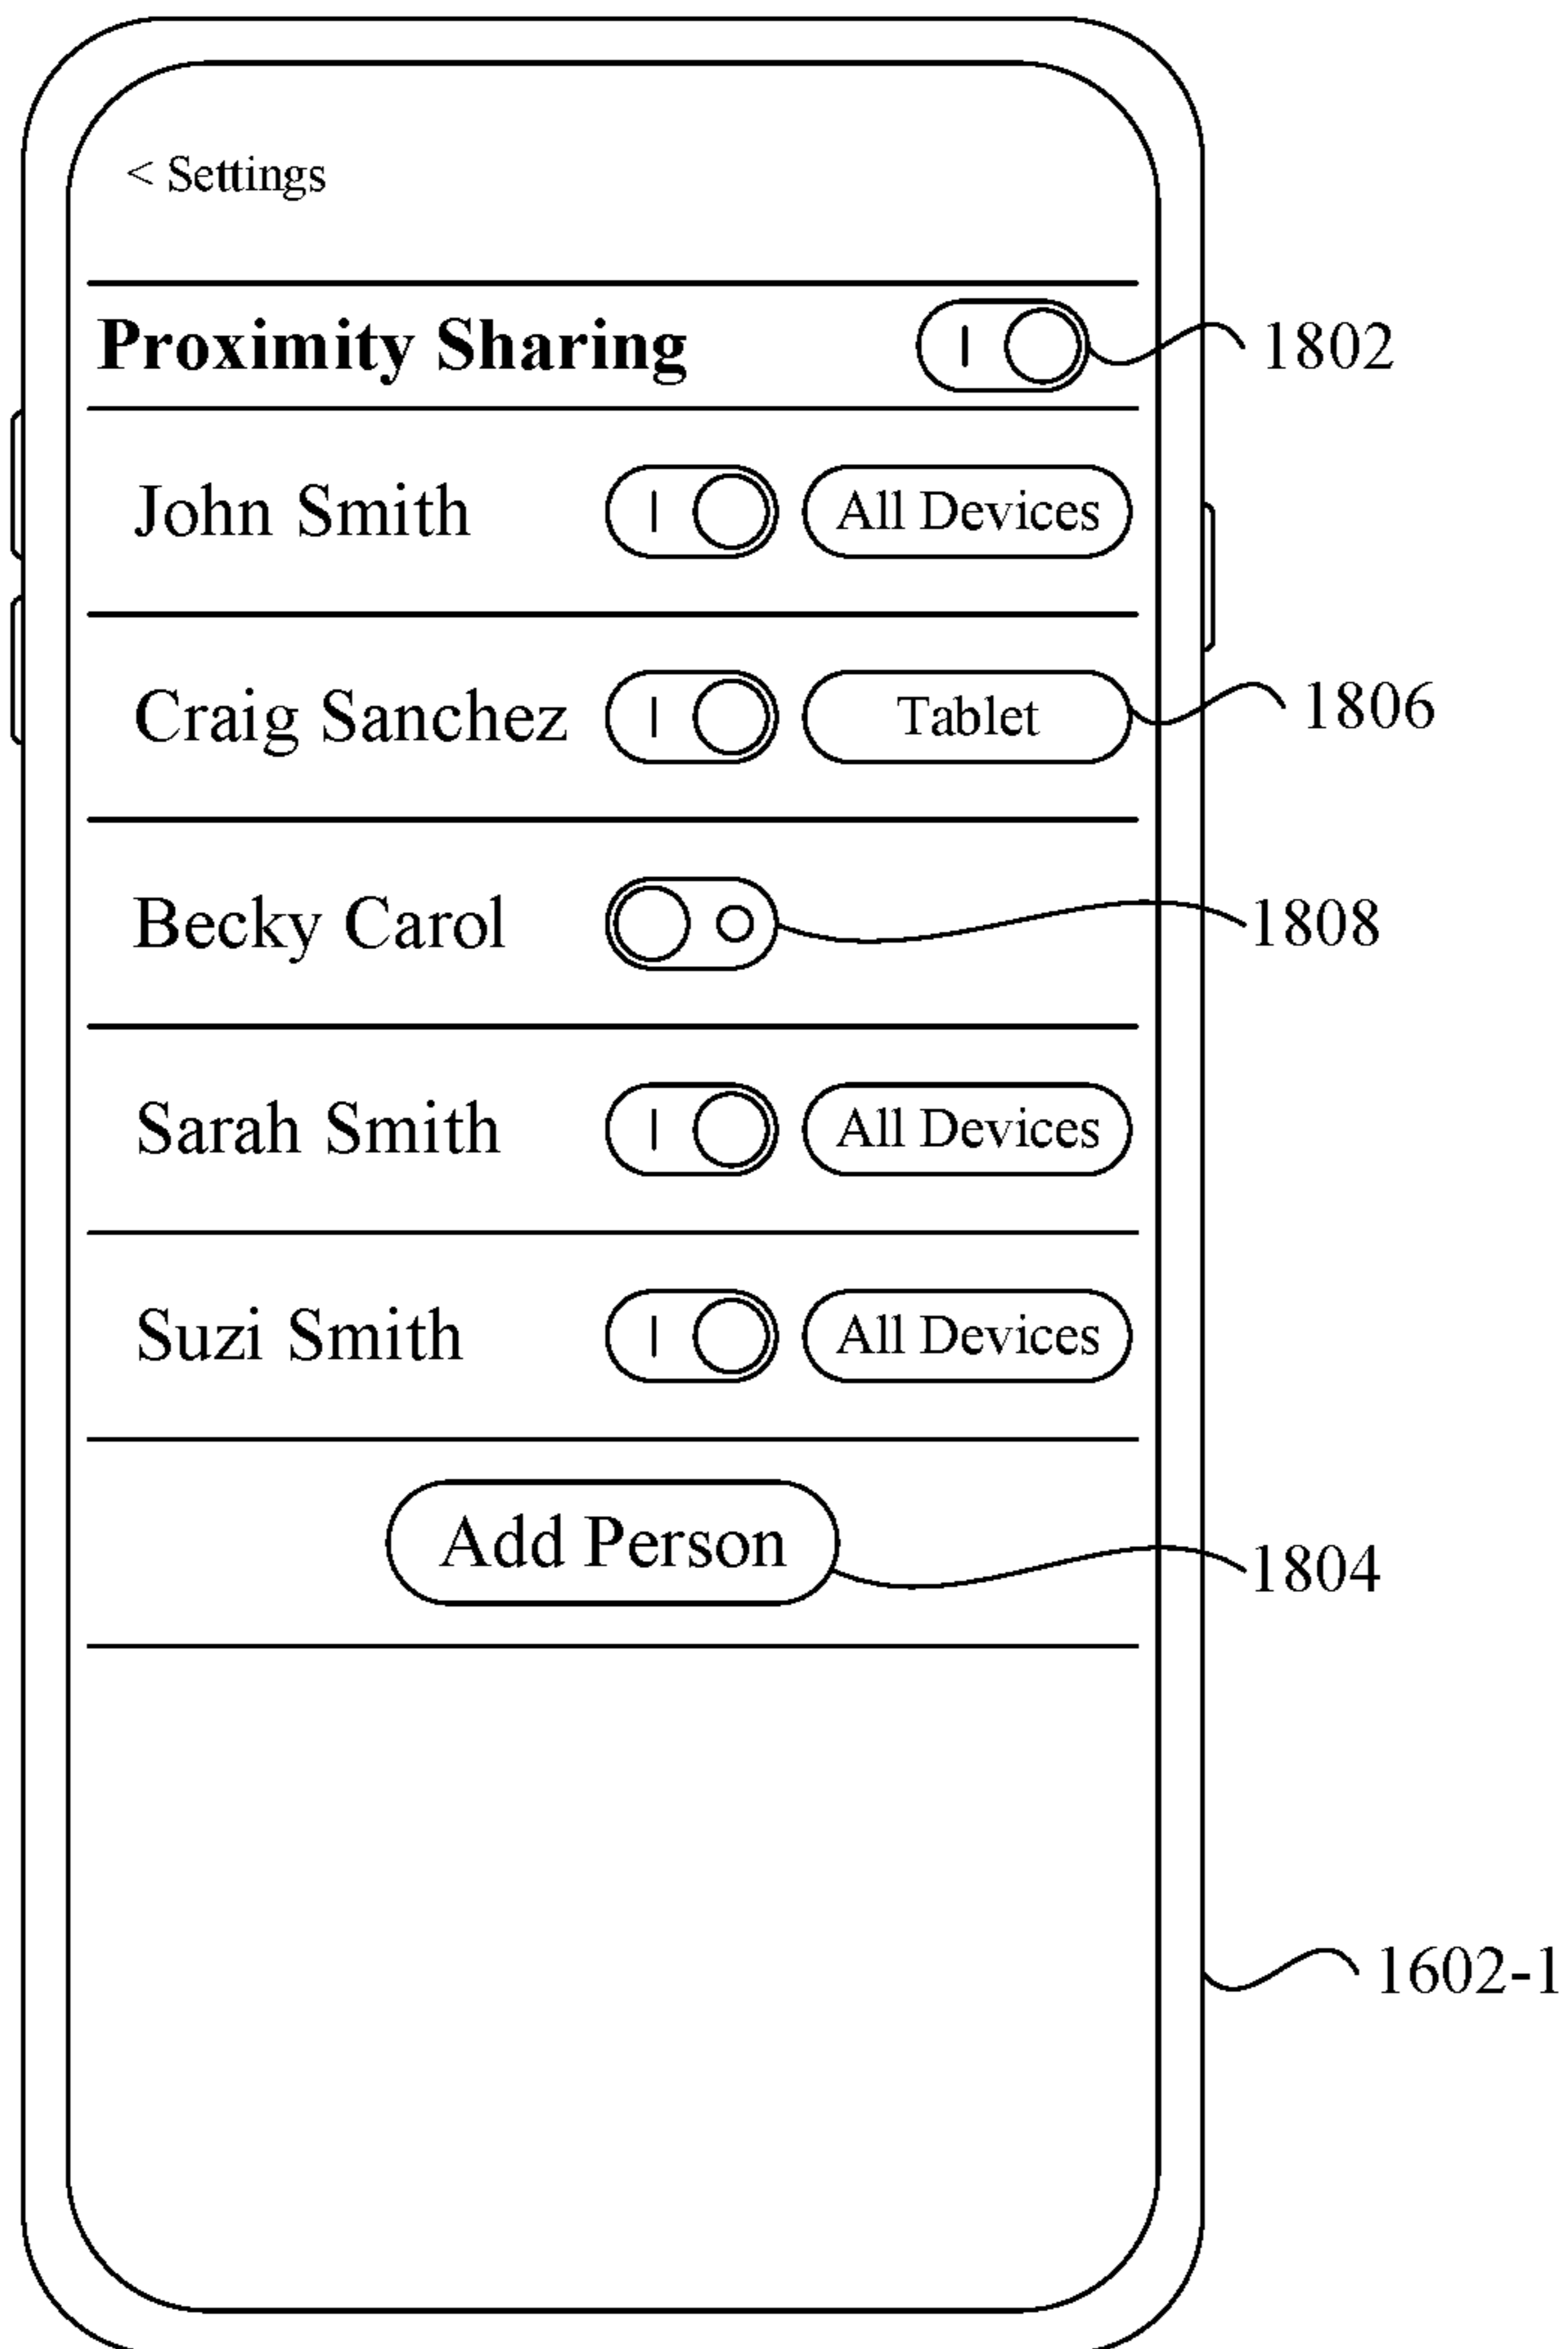 < Settings
Proximity Sharing 1802
John Smith All Devices
Craig Sanchez Tablet 1806
Becky Carol 1808
Sarah Smith All Devices
Suzi Smith All Devices
Add Person 1804
1602-1